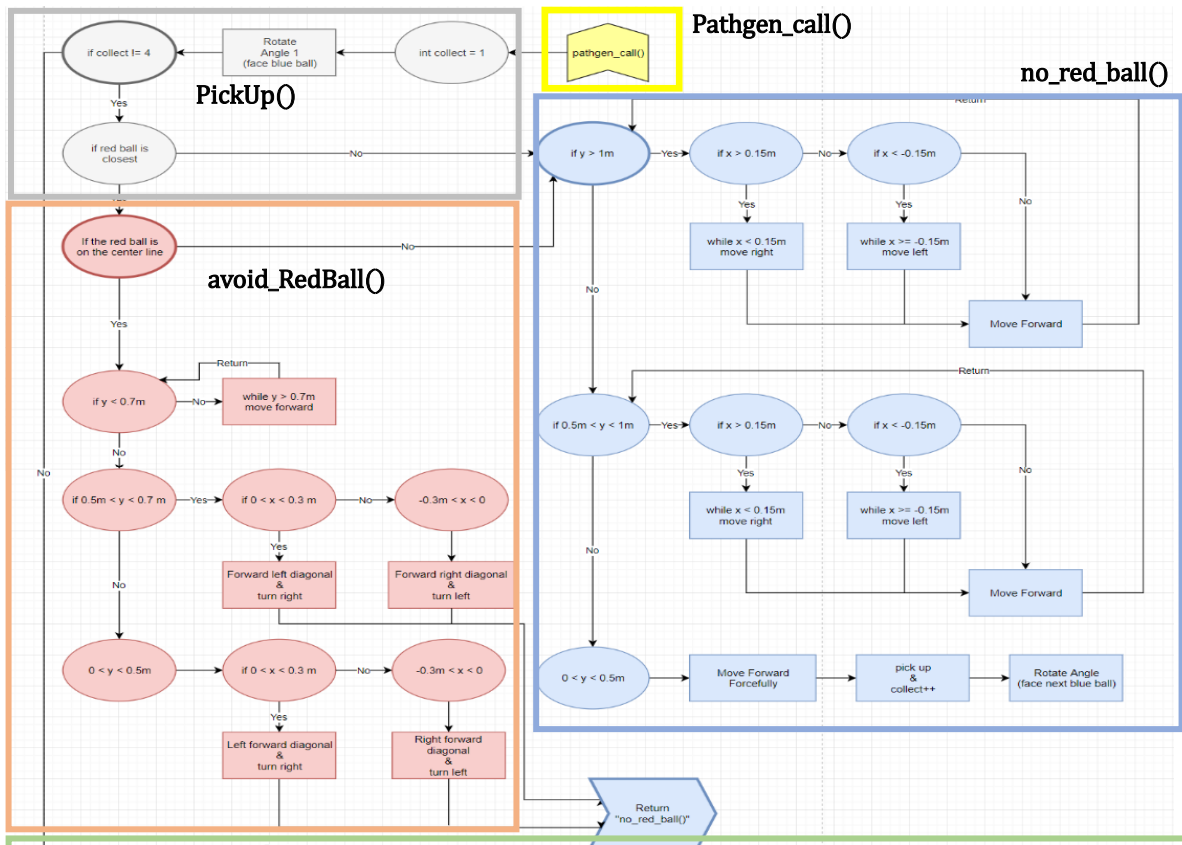 Pathgen_call()
if collect != 4
Rotate
Angle 1
(face blue ball)
int collect = 1
pathgen_call()
PickUp()
no_red_ball()
Yes
if red ball is
closest
No
Return
if y > 1m
Yes
if x > 0.15m
No
if x < -0.15m
Yes
Yes
No
while x < 0.15m
move right
while x >= -0.15m
move left
Move Forward
No
Yes
If the red ball is
on the center line
No
avoid_RedBall()
Yes
Return
if y < 0.7m
No
while y > 0.7m
move forward
No
No
if 0.5m < y < 0.7 m
Yes
if 0 < x < 0.3 m
No
-0.3m < x < 0
Yes
Forward left diagonal
&
turn right
Forward right diagonal
&
turn left
No
0 < y < 0.5m
if 0 < x < 0.3 m
No
-0.3m < x < 0
Yes
Left forward diagonal
&
turn right
Right forward
diagonal
&
turn left
Return
if 0.5m < y < 1m
Yes
if x > 0.15m
No
if x < -0.15m
Yes
Yes
No
while x < 0.15m
move right
while x >= -0.15m
move left
Move Forward
No
0 < y < 0.5m
Move Forward
Forcefully
pick up
&
collect++
Rotate Angle
(face next blue ball)
Return
"no_red_ball()"